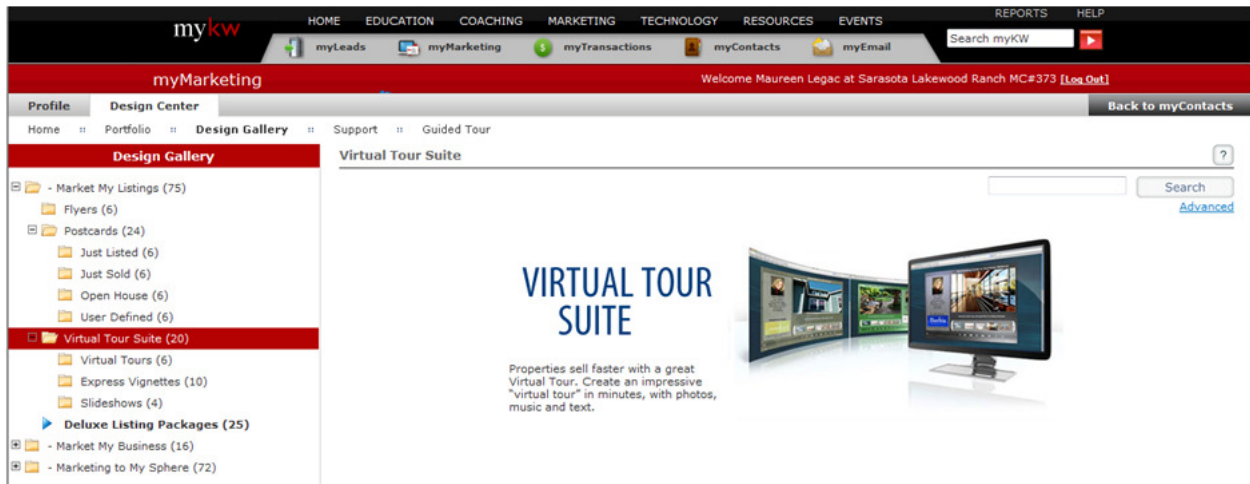 REPORTS HELP
mykw HOME EDUCATION COACHING MARKETING TECHNOLOGY RESOURCES EVENTS
Search myKW
myLeads myMarketing $ myTransactions myContacts myEmail
myMarketing Welcome Maureen Legac at Sarasota Lakewood Ranch MC#373 [Log Out]
Profile Design Center Back to myContacts
Home :: Portfolio :: Design Gallery :: Support :: Guided Tour
Design Gallery Virtual Tour Suite ?
- Market My Listings (75) Search
Flyers (6) Advanced
Postcards (24)
Just Listed (6)
Just Sold (6)
Open House (6)
User Defined (6)
Virtual Tour Suite (20)
Virtual Tours (6)
Express Vignettes (10)
Slideshows (4)
Deluxe Listing Packages (25)
- Market My Business (16)
- Marketing to My Sphere (72)
VIRTUAL TOUR
SUITE
Properties sell faster with a great
Virtual Tour. Create an impressive
"virtual tour" in minutes, with photos,
music and text.